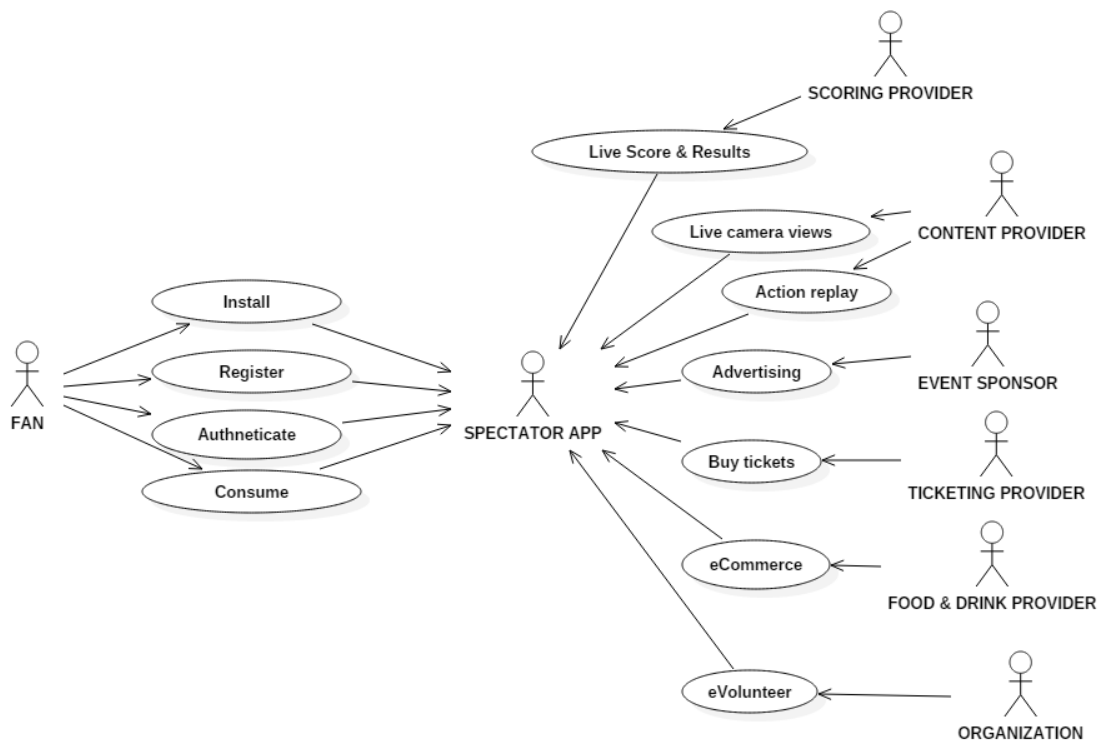 SCORING PROVIDER
Live Score & Results
Live camera views
CONTENT PROVIDER
Action replay
Install
Register
Advertising
EVENT SPONSOR
FAN
Authneticate
SPECTATOR APP
Buy tickets
Consume
TICKETING PROVIDER
eCommerce
FOOD & DRINK PROVIDER
eVolunteer
ORGANIZATION